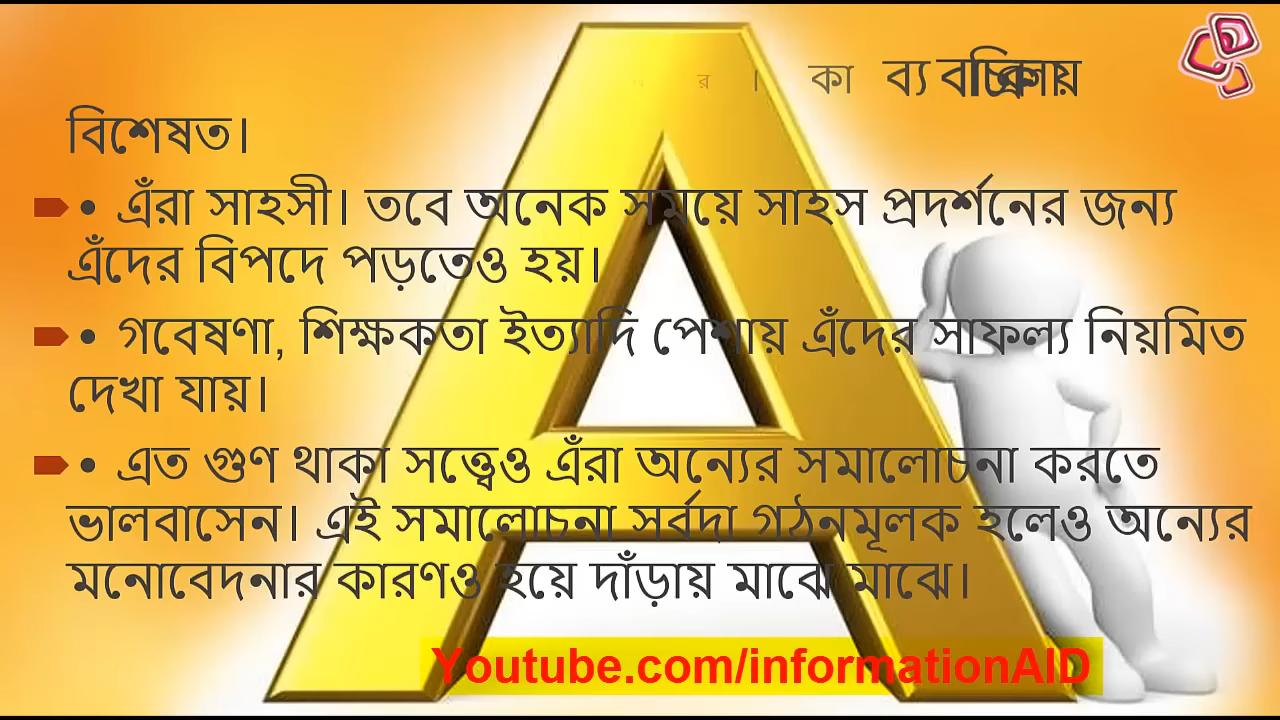 বিশেষত।
• এঁরা সাহসী। তবে অনেক সময়ে সাহস প্রদর্শনের জন্য
এঁদের বিপদে পড়তেও হয়।
• গবেষণা, শিক্ষকতা ইত্যাদি পেশায় এঁদের সাফল্য নিয়মিত
দেখা যায়।
• এত গুণ থাকা সত্ত্বেও এঁরা অন্যের সমালোচনা করতে
ভালবাসেন। এই সমালোচনা সর্বদা গঠনমূলক হলেও অন্যের
মনোবেদনার কারণও হয়ে দাঁড়ায় মাঝে মাঝে।
Youtube.com/informationAID